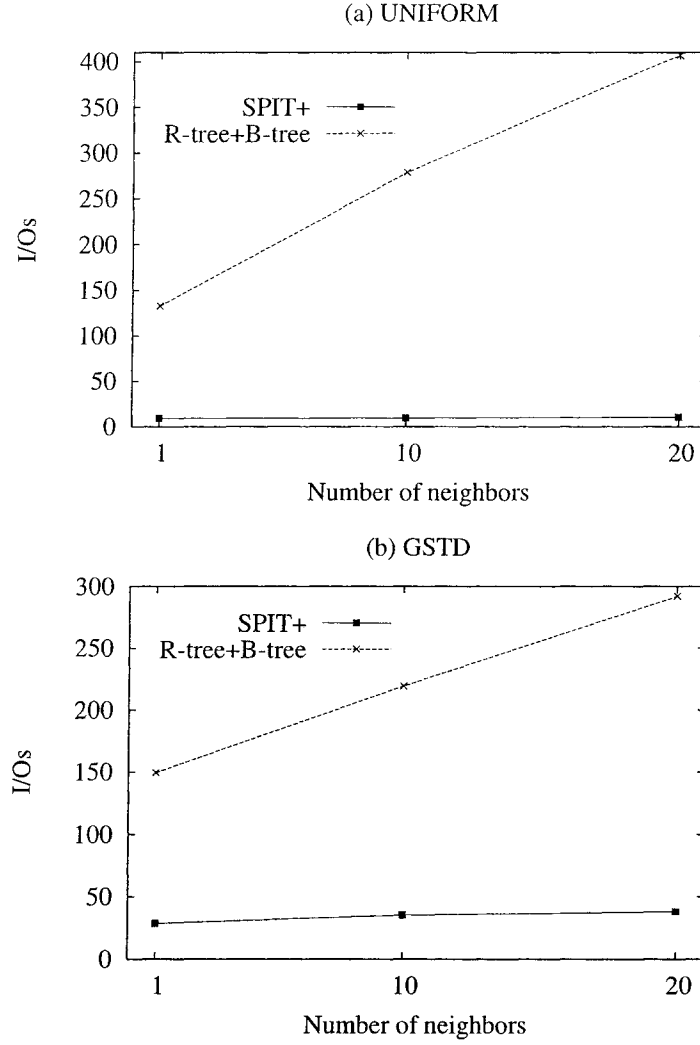 (a) UNIFORM
400
350
300
250
200
150
100
50
0
SPIT+
R-tree+B-tree
I/Os
1 10 20
Number of neighbors
(b) GSTD
300
250
200
150
100
50
0
SPIT+
R-tree+B-tree
I/Os
1 10 20
Number of neighbors